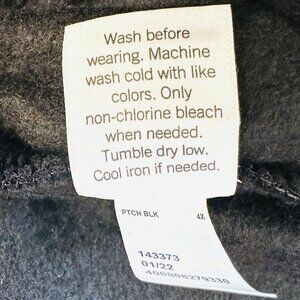 Wash before
wearing. Machine
wash cold with like
colors. Only
non-chlorine bleach
when needed.
Tumble dry low.
Cool iron if needed.
PTCH BLK 4X
143373
01/22
400808279330